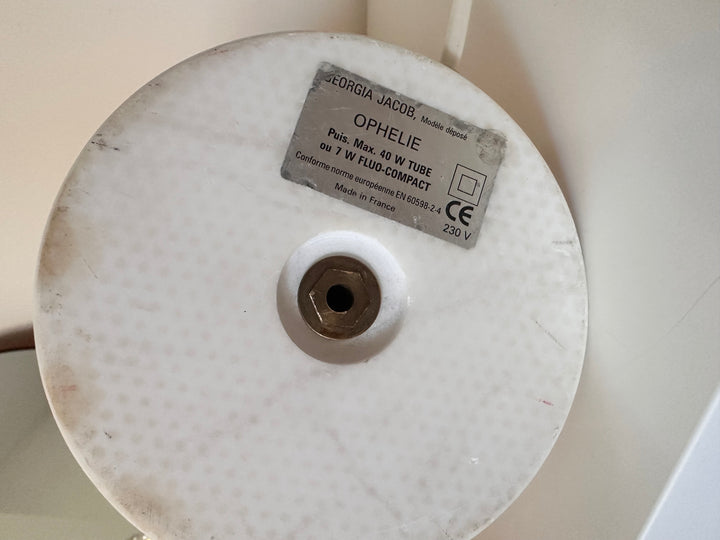 GEORGIA JACOB, Modèle déposé
OPHELIE
Puis. Max. 40 W TUBE
ou 7 W FLUO-COMPACT
Conforme norme européenne EN 60598-2-4
Made in France
CE
230 V